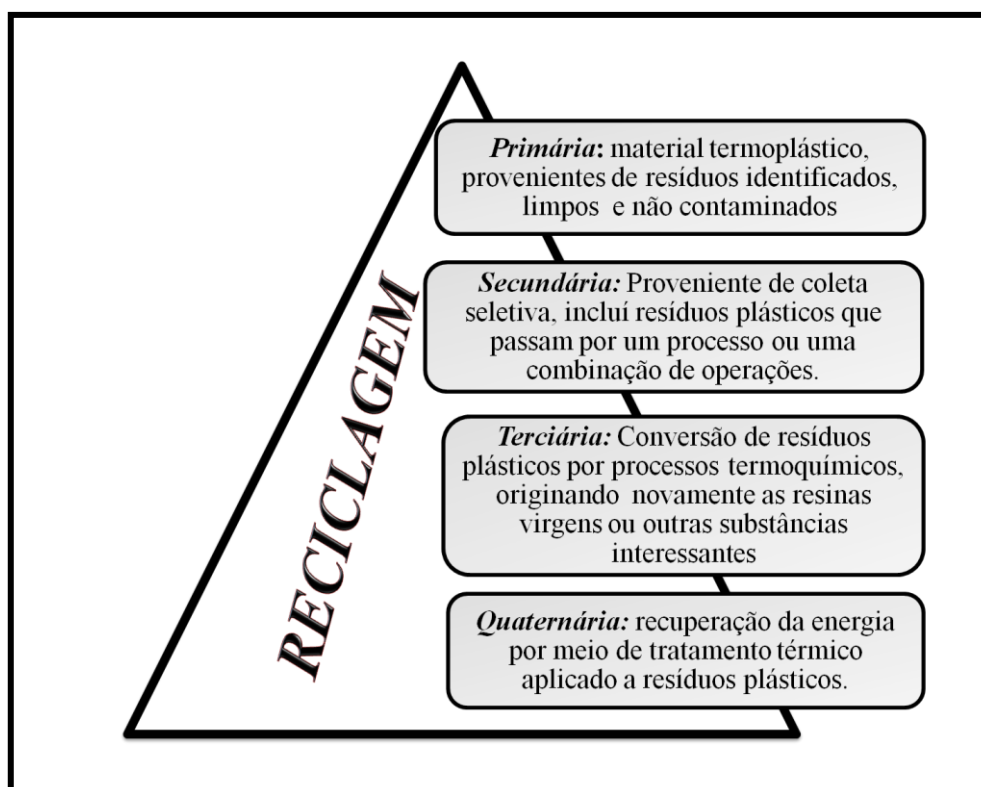 Primária: material termoplástico,
provenientes de resíduos identificados,
limpos e não contaminados
RECICLAGEM
Secundária: Proveniente de coleta
seletiva, incluí resíduos plásticos que
passam por um processo ou uma
combinação de operações.
Terciária: Conversão de resíduos
plásticos por processos termoquímicos,
originando novamente as resinas
virgens ou outras substâncias
interessantes
Quaternária: recuperação da energia
por meio de tratamento térmico
aplicado a resíduos plásticos.